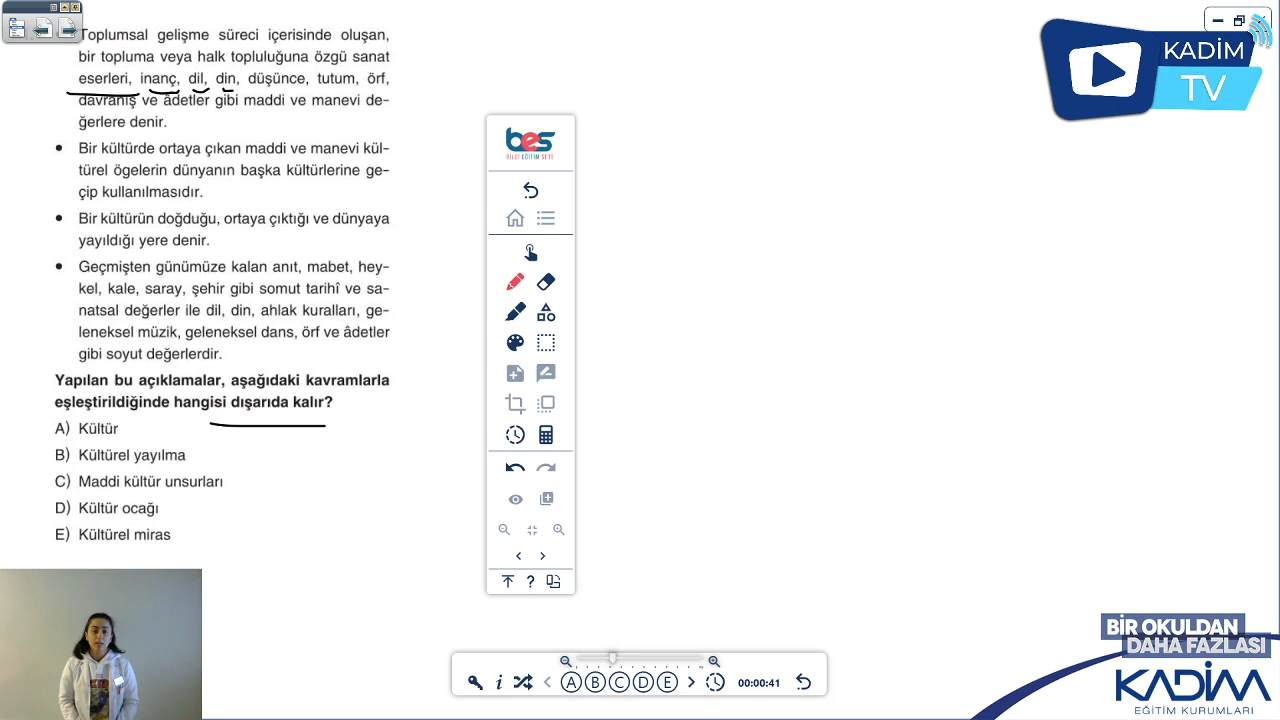 Toplumsal gelişme süreci içerisinde oluşan,
bir topluma veya halk topluluğuna özgü sanat
eserleri, inanç, dil, din, düşünce, tutum, örf,
davranış ve âdetler gibi maddi ve manevi de-
ğerlere denir.
• Bir kültürde ortaya çıkan maddi ve manevi kül-
türel ögelerin dünyanın başka kültürlerine ge-
çip kullanılmasıdır.
• Bir kültürün doğduğu, ortaya çıktığı ve dünyaya
yayıldığı yere denir.
• Geçmişten günümüze kalan anıt, mabet, hey-
kel, kale, saray, şehir gibi somut tarihî ve sa-
natsal değerler ile dil, din, ahlak kuralları, ge-
leneksel müzik, geleneksel dans, örf ve âdetler
gibi soyut değerlerdir.
Yapılan bu açıklamalar, aşağıdaki kavramlarla
eşleştirildiğinde hangisi dışarıda kalır?
A) Kültür
B) Kültürel yayılma
C) Maddi kültür unsurları
D) Kültür ocağı
E) Kültürel miras
bes
BİLGİ EĞİTİM SETİ
?
KADİM
TV
i
A B C D E
00:00:41
BİR OKULDAN
DAHA FAZLASI
KADİM
EĞİTİM KURUMLARI